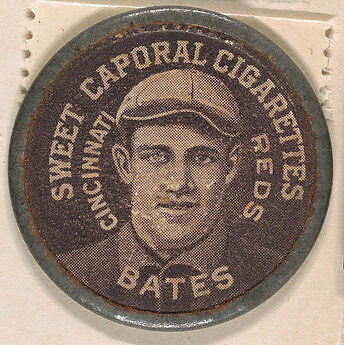 SWEET CAPORAL CIGARETTES
CINCINNATI
REDS
BATES